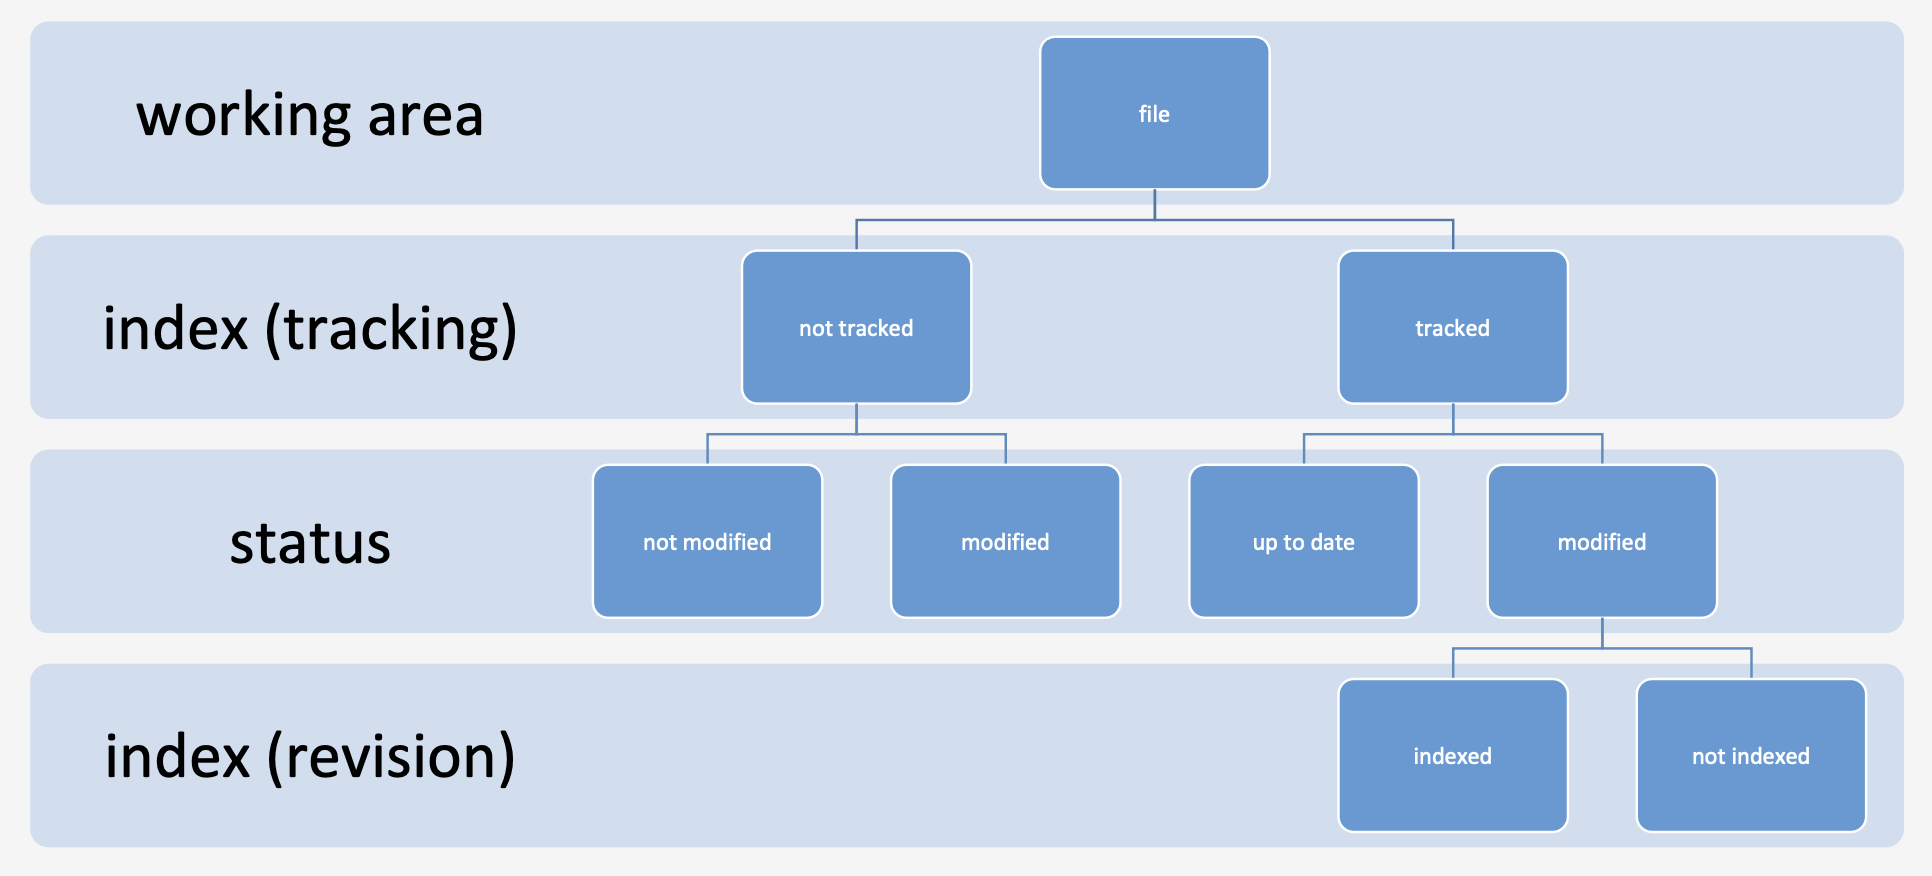 working area
file
index (tracking)
not tracked
tracked
status
not modified
modified
up to date
modified
index (revision)
indexed
not indexed